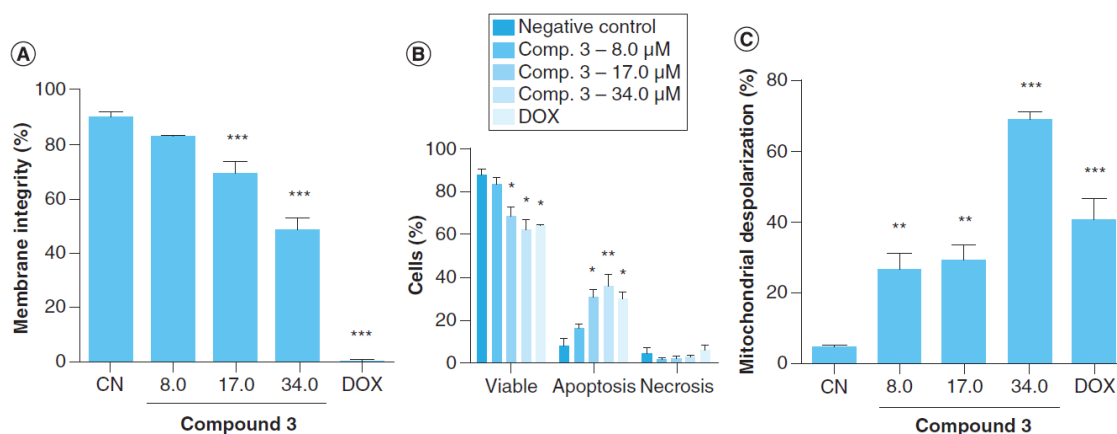 A
Membrane integrity (%)
100
80
60
40
20
0
***
***
***
CN 8.0 17.0 34.0 DOX
Compound 3
B
Negative control
Comp. 3 – 8.0 µM
Comp. 3 – 17.0 µM
Comp. 3 – 34.0 µM
DOX
Cells (%)
100
80
60
40
20
0
* * *
* ** *
Viable Apoptosis Necrosis
C
Mitochondrial despolarization (%)
80
60
40
20
0
** ** *** ***
CN 8.0 17.0 34.0 DOX
Compound 3